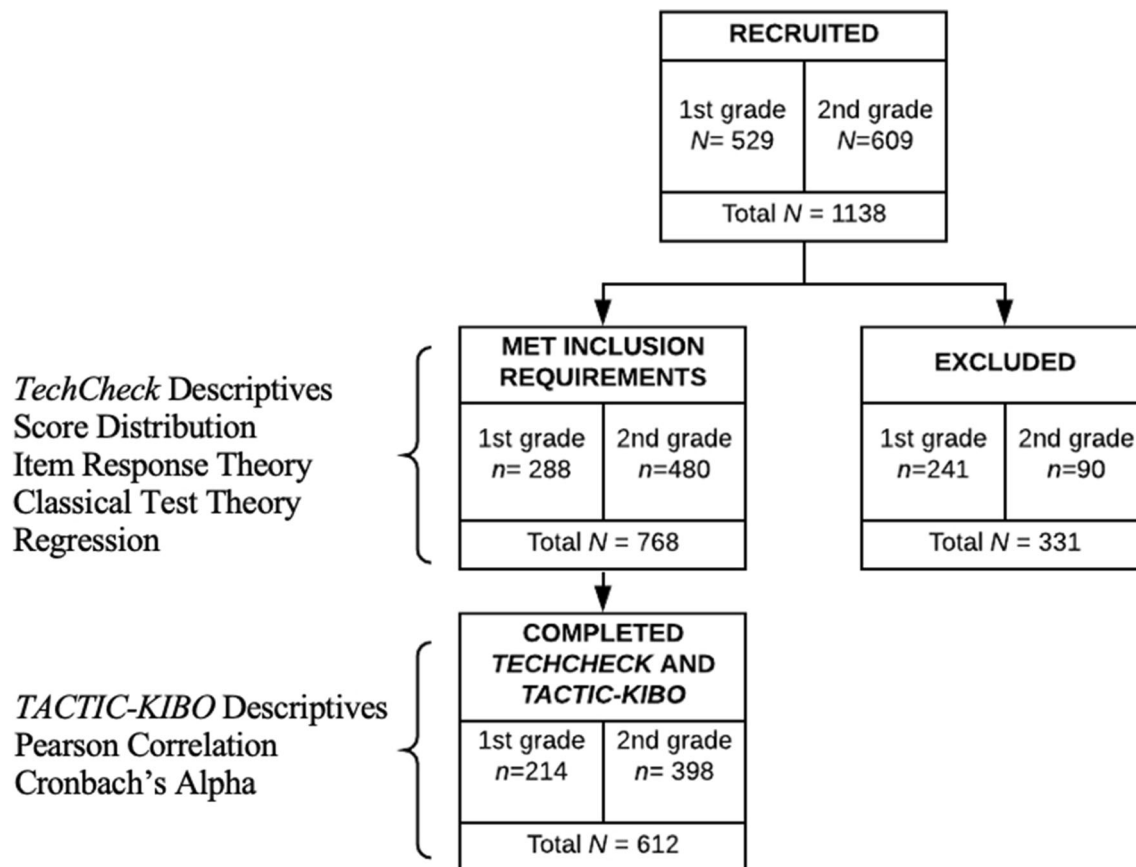 RECRUITED
1st grade
N= 529
2nd grade
N=609
Total N = 1138
TechCheck Descriptives
Score Distribution
Item Response Theory
Classical Test Theory
Regression
MET INCLUSION
REQUIREMENTS
1st grade
n= 288
2nd grade
n=480
Total N = 768
EXCLUDED
1st grade
n=241
2nd grade
n=90
Total N = 331
TACTIC-KIBO Descriptives
Pearson Correlation
Cronbach's Alpha
COMPLETED
TECHCHECK AND
TACTIC-KIBO
1st grade
n=214
2nd grade
n= 398
Total N = 612